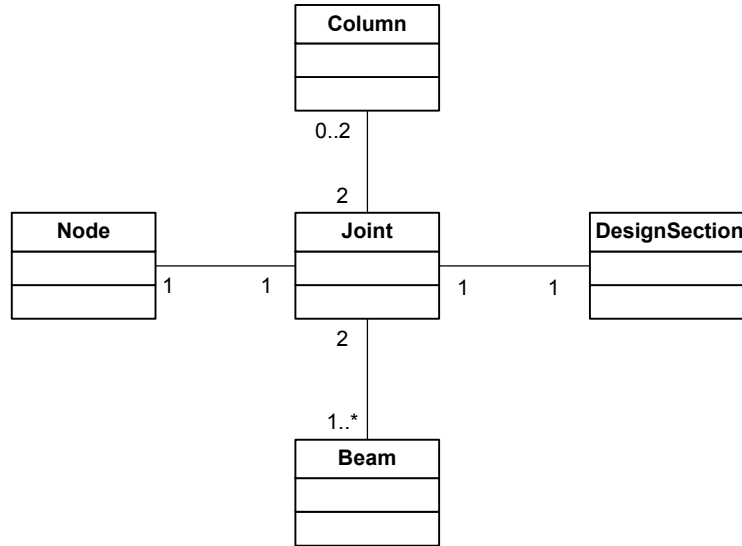 Column
0..2
2
Node
Joint
DesignSection
1
1
1
1
2
1..*
Beam